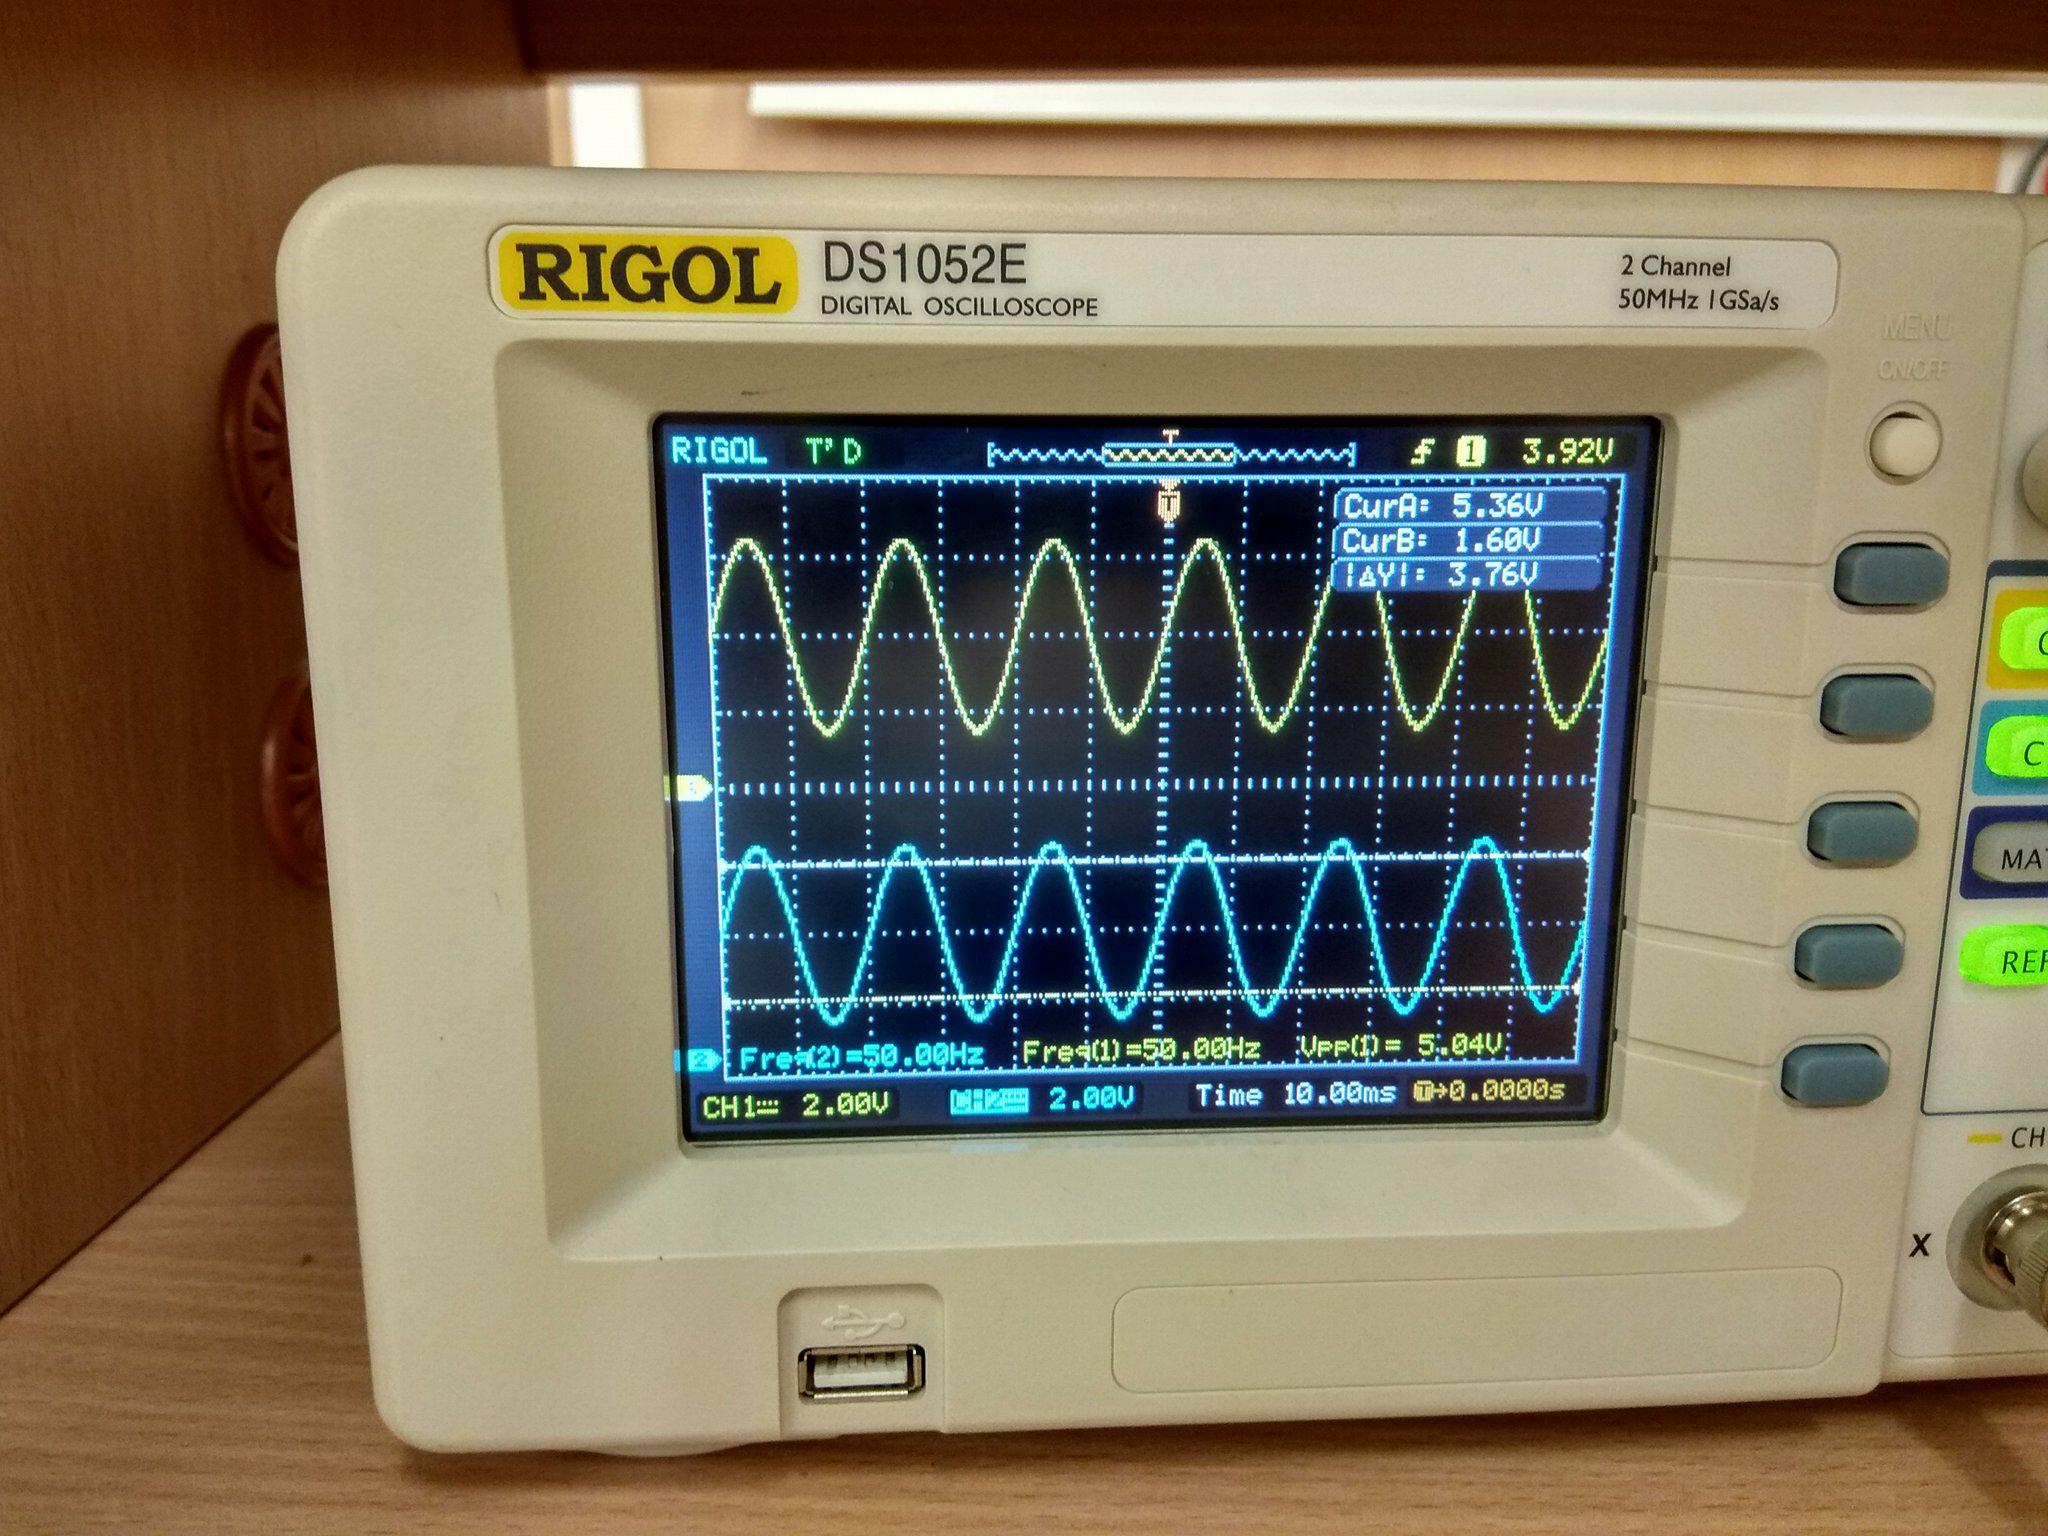 RIGOL DS1052E
DIGITAL OSCILLOSCOPE
2 Channel
50MHz 1GSa/s
MENU
ON/OFF
RIGOL T'D
1 3.92V
T
T
CurA: 5.36V
CurB: 1.60V
|ΔY|: 3.76V
2 Freq(2)=50.00Hz Freq(1)=50.00Hz Vpp(1)= 5.04V
CH1 2.00V 2.00V Time 10.00ms T→0.0000s
C
C
MA
REF
CH
X